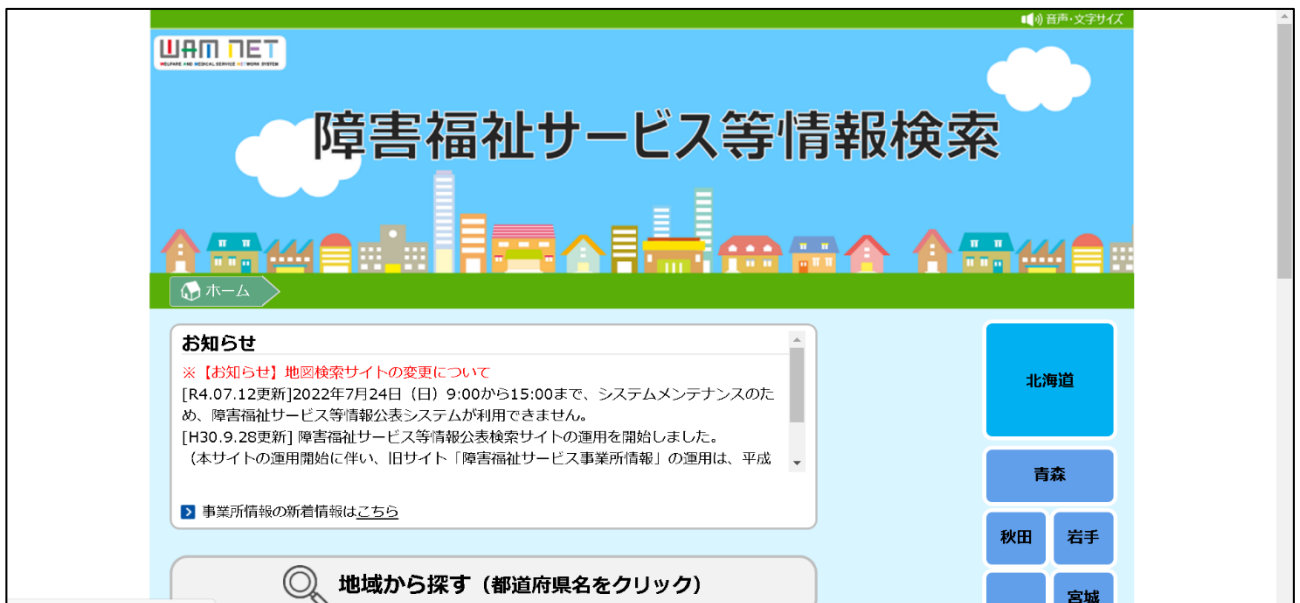 音声・文字サイズ
WAM NET
WELFARE AND MEDICAL SERVICE NETWORK SYSTEM
障害福祉サービス等情報検索
ホーム
お知らせ
※【お知らせ】地図検索サイトの変更について
[R4.07.12更新]2022年7月24日（日）9:00から15:00まで、システムメンテナンスのた
め、障害福祉サービス等情報公表システムが利用できません。
[H30.9.28更新] 障害福祉サービス等情報公表検索サイトの運用を開始しました。
（本サイトの運用開始に伴い、旧サイト「障害福祉サービス事業所情報」の運用は、平成
事業所情報の新着情報はこちら
地域から探す（都道府県名をクリック）
北海道
青森
秋田
岩手
宮城